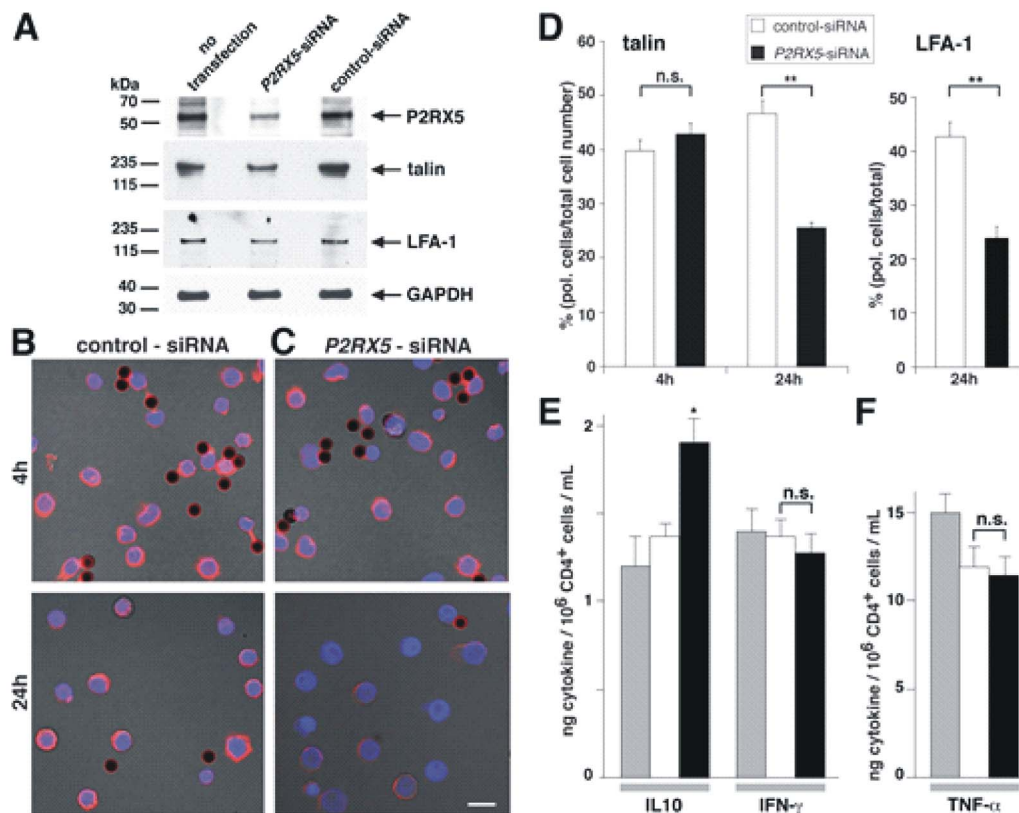 A
no transfection
P2RX5-siRNA
control-siRNA
kDa
70
50
P2RX5
235
115
talin
235
115
LFA-1
40
30
GAPDH
B control - siRNA
C P2RX5 - siRNA
4h
24h
D
control-siRNA
P2RX5-siRNA
talin
% (pol. cells/total cell number)
60
50
40
30
20
10
0
n.s.
**
4h
24h
LFA-1
% (pol. cells/total)
50
40
30
20
10
0
**
24h
E
ng cytokine / 10⁶ CD4⁺ cells / mL
2
1
0
*
n.s.
IL10
IFN-γ
F
ng cytokine / 10⁶ CD4⁺ cells / mL
15
10
15
0
n.s.
TNF-α